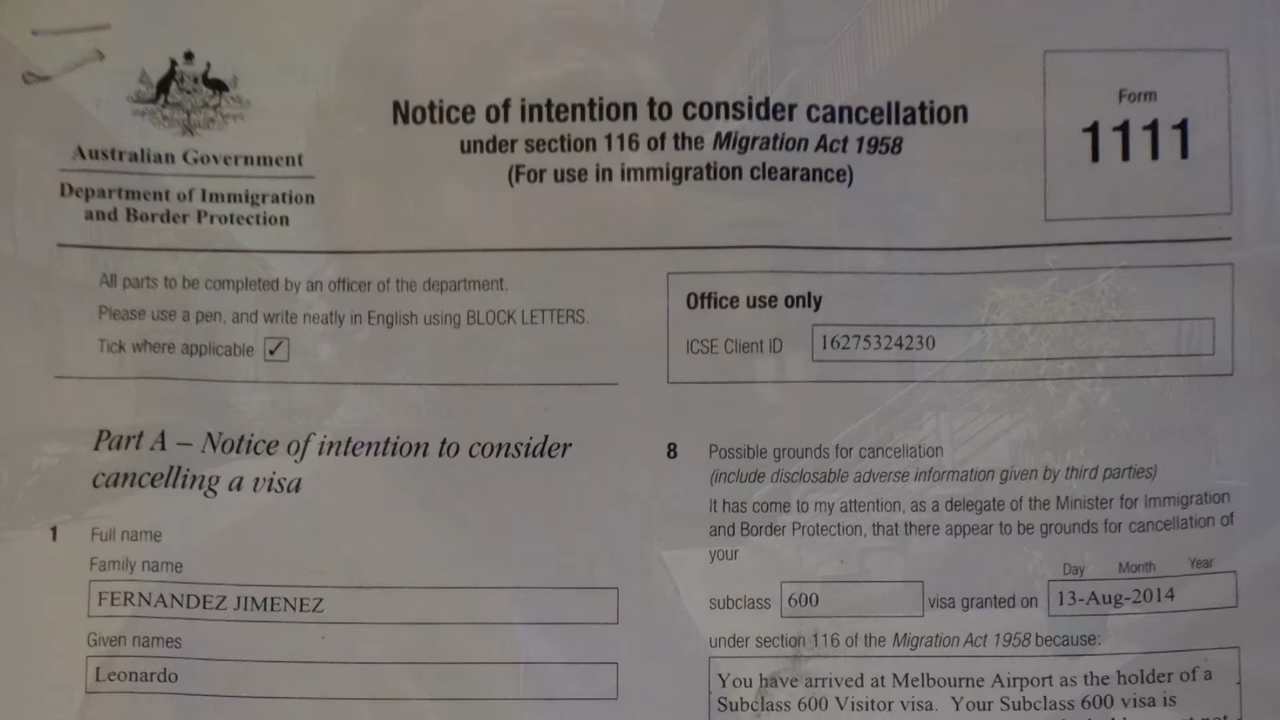 Australian Government
Department of Immigration
and Border Protection
Notice of intention to consider cancellation
under section 116 of the Migration Act 1958
(For use in immigration clearance)
Form
1111
All parts to be completed by an officer of the department.
Please use a pen, and write neatly in English using BLOCK LETTERS.
Tick where applicable ✓
Office use only
ICSE Client ID 16275324230
Part A – Notice of intention to consider
cancelling a visa
1 Full name
Family name
FERNANDEZ JIMENEZ
Given names
Leonardo
8 Possible grounds for cancellation
(include disclosable adverse information given by third parties)
It has come to my attention, as a delegate of the Minister for Immigration
and Border Protection, that there appear to be grounds for cancellation of
your
Day Month Year
subclass 600 visa granted on 13-Aug-2014
under section 116 of the Migration Act 1958 because:
You have arrived at Melbourne Airport as the holder of a
Subclass 600 Visitor visa. Your Subclass 600 visa is